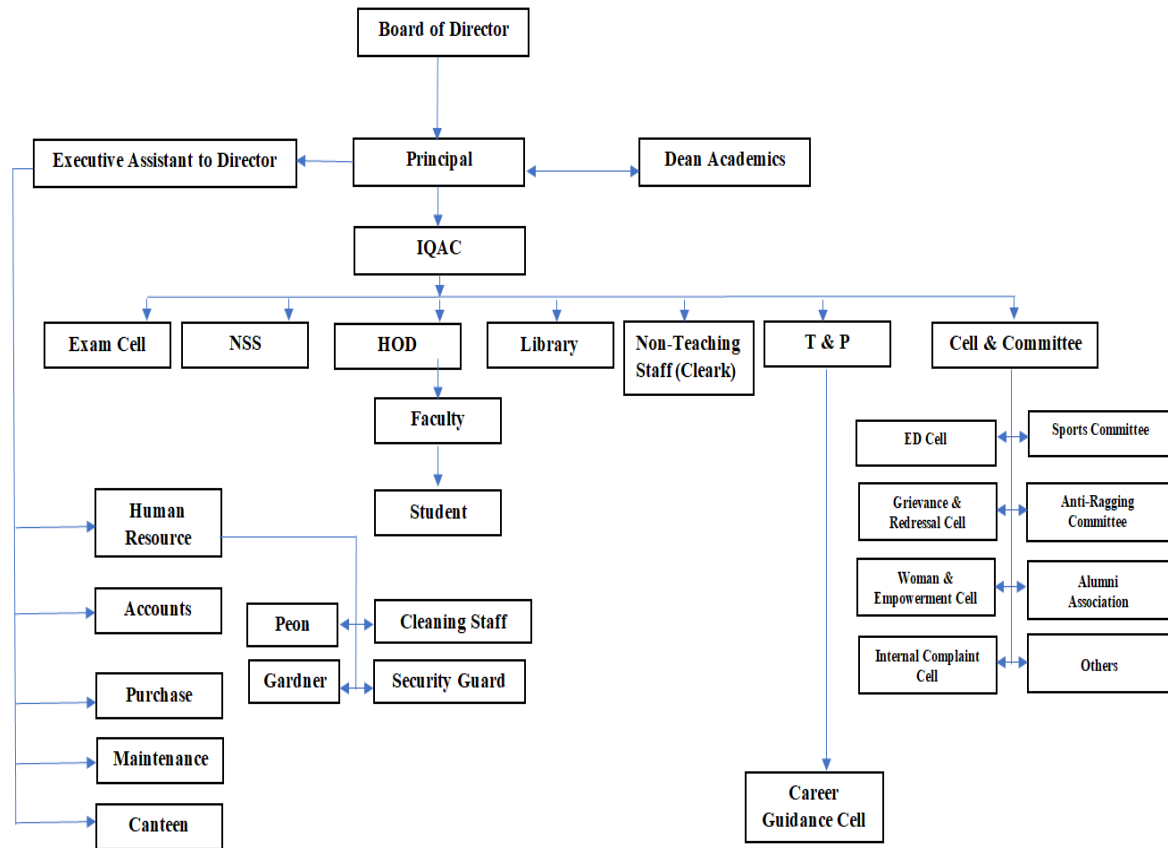 Board of Director
Executive Assistant to Director
Principal
Dean Academics
IQAC
Exam Cell
NSS
HOD
Library
Non-Teaching
Staff (Cleark)
T & P
Cell & Committee
Faculty
Student
ED Cell
Sports Committee
Grievance &
Redressal Cell
Anti-Ragging
Committee
Woman &
Empowerment Cell
Alumni
Association
Internal Complaint
Cell
Others
Human
Resource
Accounts
Peon
Cleaning Staff
Gardner
Security Guard
Purchase
Maintenance
Canteen
Career
Guidance Cell